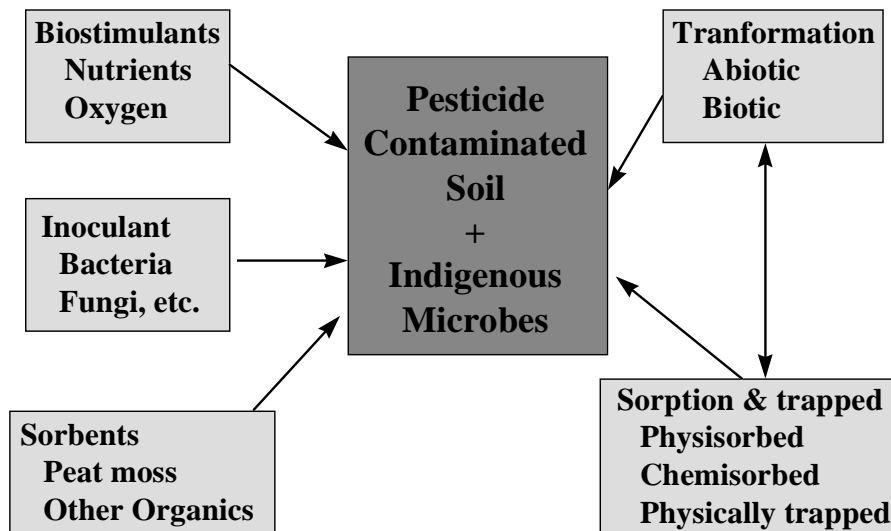 Biostimulants
Nutrients
Oxygen
Inoculant
Bacteria
Fungi, etc.
Sorbents
Peat moss
Other Organics
Pesticide
Contaminated
Soil
+
Indigenous
Microbes
Tranformation
Abiotic
Biotic
Sorption & trapped
Physisorbed
Chemisorbed
Physically trapped